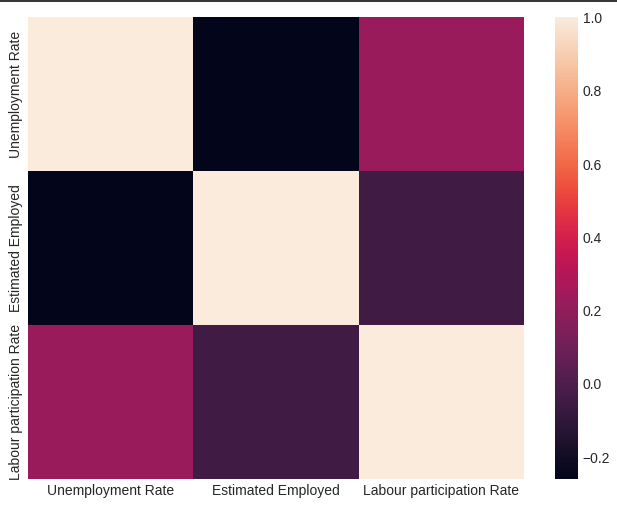 Unemployment Rate
Estimated Employed
Labour participation Rate
Unemployment Rate
Estimated Employed
Labour participation Rate
1.0
0.8
0.6
0.4
0.2
0.0
−0.2